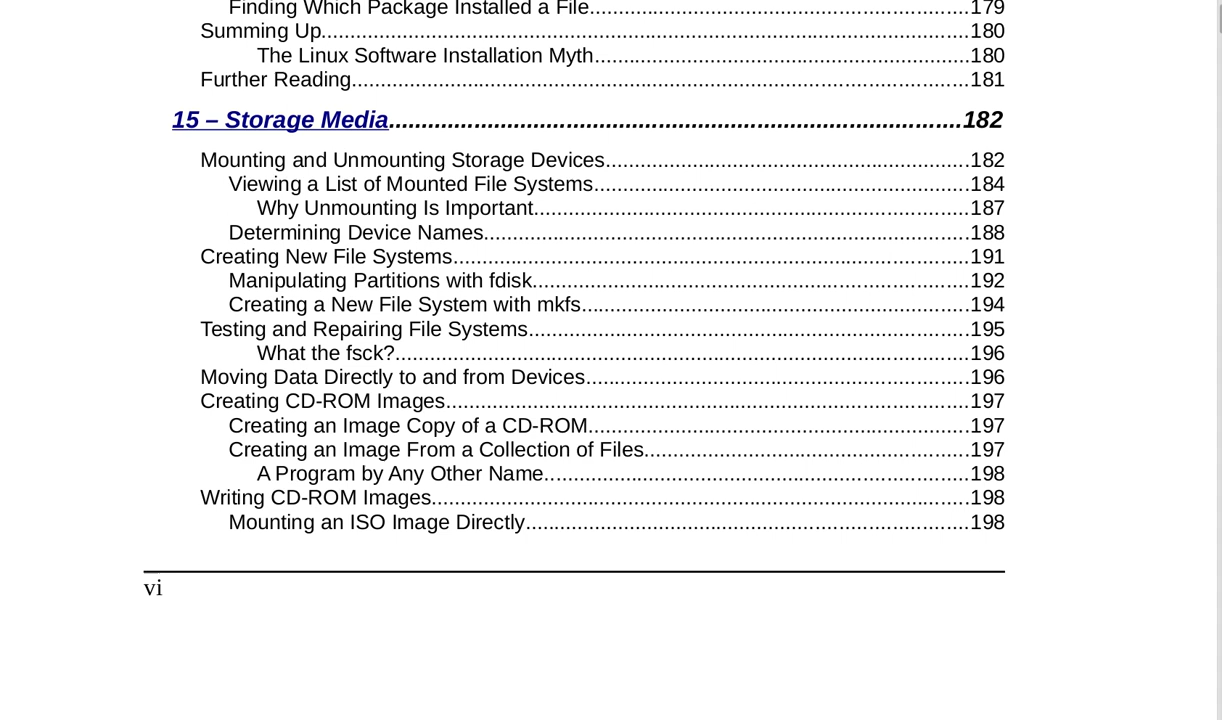 Finding Which Package Installed a File....................................................................179
Summing Up..............................................................................................................180
The Linux Software Installation Myth...................................................................180
Further Reading.........................................................................................................181
15 – Storage Media.......................................................................................182
Mounting and Unmounting Storage Devices..............................................................182
Viewing a List of Mounted File Systems...................................................................184
Why Unmounting Is Important..............................................................................187
Determining Device Names......................................................................................188
Creating New File Systems.........................................................................................191
Manipulating Partitions with fdisk..............................................................................192
Creating a New File System with mkfs.....................................................................194
Testing and Repairing File Systems............................................................................195
What the fsck?.......................................................................................................196
Moving Data Directly to and from Devices..................................................................196
Creating CD-ROM Images..........................................................................................197
Creating an Image Copy of a CD-ROM....................................................................197
Creating an Image From a Collection of Files..........................................................197
A Program by Any Other Name............................................................................198
Writing CD-ROM Images.............................................................................................198
Mounting an ISO Image Directly...............................................................................198
vi